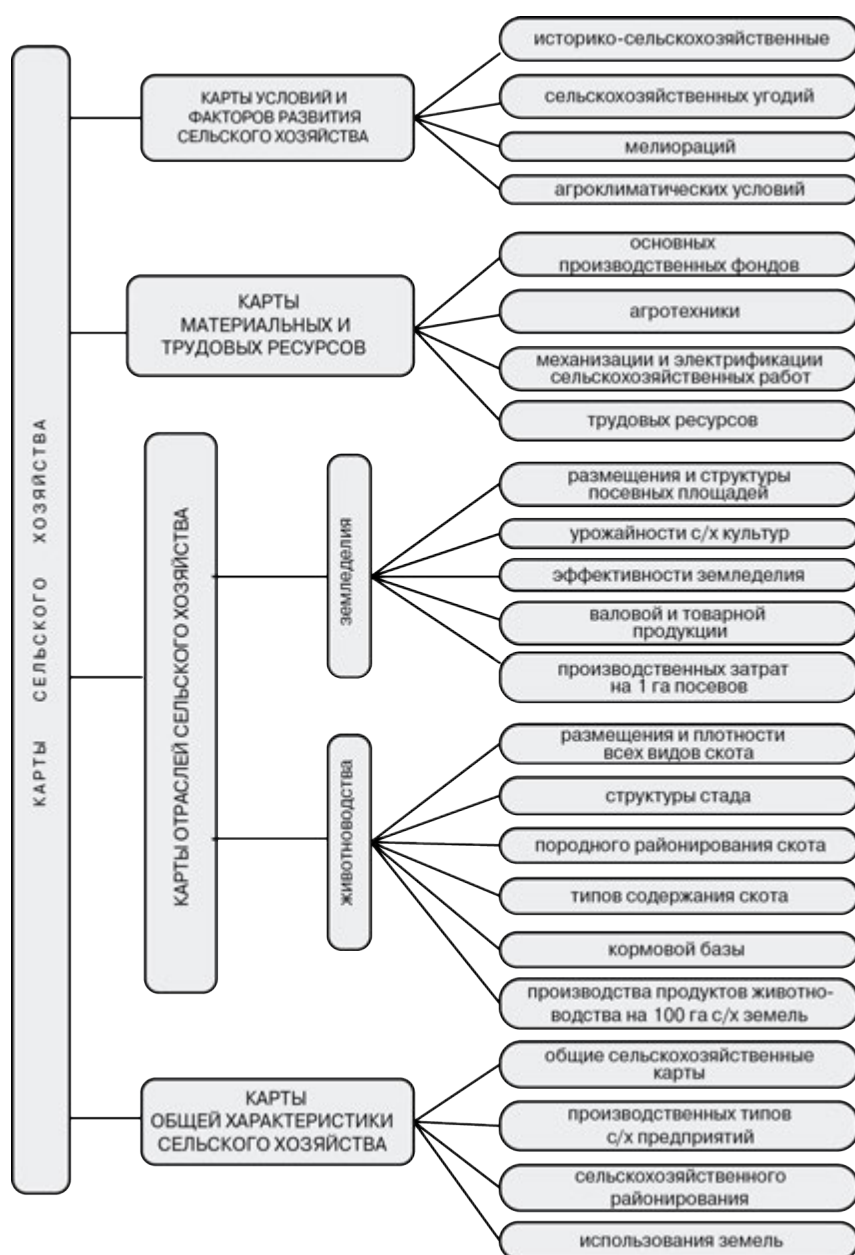 КАРТЫ СЕЛЬСКОГО ХОЗЯЙСТВА
КАРТЫ УСЛОВИЙ И
ФАКТОРОВ РАЗВИТИЯ
СЕЛЬСКОГО ХОЗЯЙСТВА
историко-сельскохозяйственные
сельскохозяйственных угодий
мелиораций
агроклиматических условий
КАРТЫ
МАТЕРИАЛЬНЫХ И
ТРУДОВЫХ РЕСУРСОВ
основных
производственных фондов
агротехники
механизации и электрификации
сельскохозяйственных работ
трудовых ресурсов
КАРТЫ ОТРАСЛЕЙ СЕЛЬСКОГО ХОЗЯЙСТВА
земледелия
размещения и структуры
посевных площадей
урожайности с/х культур
эффективности земледелия
валовой и товарной
продукции
производственных затрат
на 1 га посевов
животноводства
размещения и плотности
всех видов скота
структуры стада
породного районирования скота
типов содержания скота
кормовой базы
производства продуктов животно-
водства на 100 га с/х земель
КАРТЫ
ОБЩЕЙ ХАРАКТЕРИСТИКИ
СЕЛЬСКОГО ХОЗЯЙСТВА
общие сельскохозяйственные
карты
производственных типов
с/х предприятий
сельскохозяйственного
районирования
использования земель